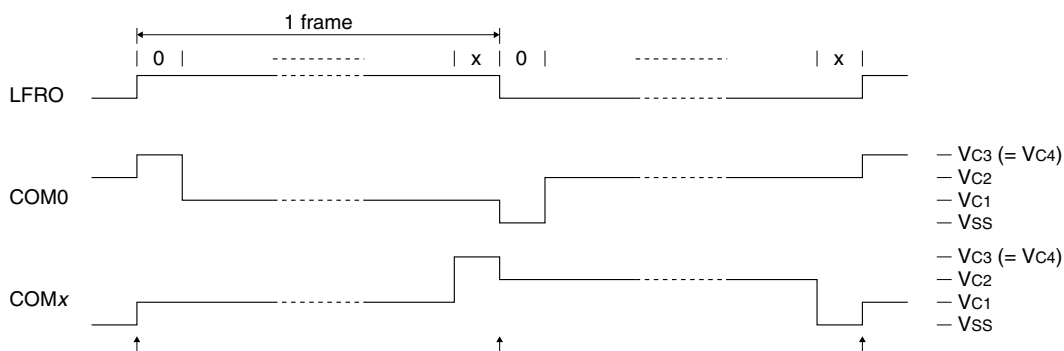 1 frame
0 x 0 x
LFRO
VC3 (= VC4)
VC2
COM0
VC1
VSS
VC3 (= VC4)
VC2
COMx
VC1
VSS